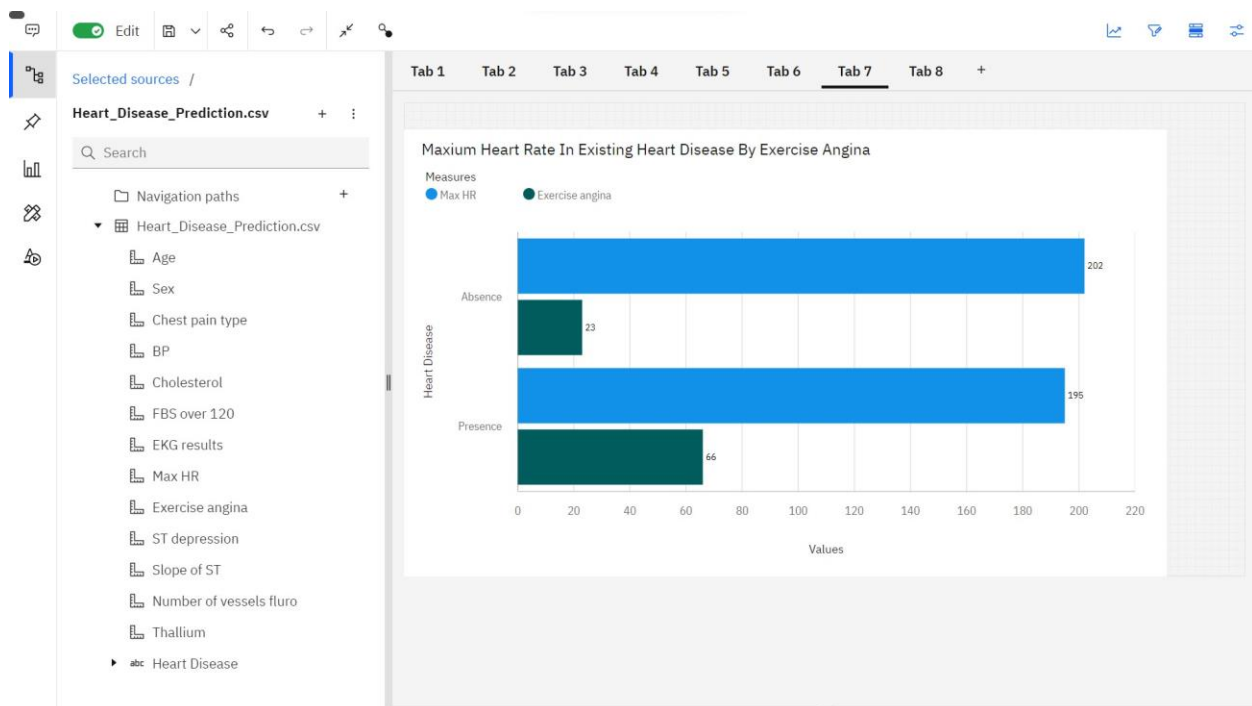 Edit
Selected sources /
Heart_Disease_Prediction.csv
Search
Navigation paths
Heart_Disease_Prediction.csv
Age
Sex
Chest pain type
BP
Cholesterol
FBS over 120
EKG results
Max HR
Exercise angina
ST depression
Slope of ST
Number of vessels fluro
Thallium
abc Heart Disease
Tab 1 Tab 2 Tab 3 Tab 4 Tab 5 Tab 6 Tab 7 Tab 8 +
Maxium Heart Rate In Existing Heart Disease By Exercise Angina
Measures
Max HR Exercise angina
Heart Disease
Absence
202
23
Presence
195
66
0 20 40 60 80 100 120 140 160 180 200 220
Values